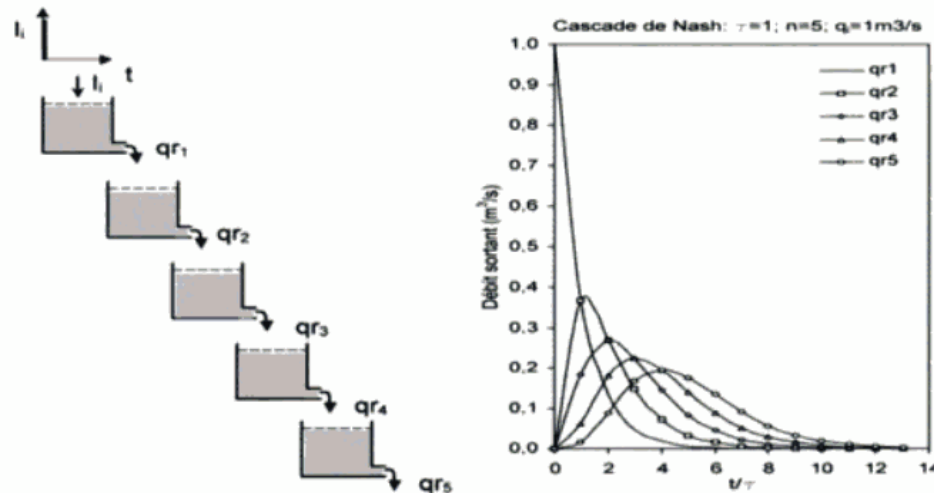 Iᵢ
t
Iᵢ
qr₁
qr₂
qr₃
qr₄
qr₅
Cascade de Nash: τ=1; n=5; qᵢ=1m3/s
Débit sortant (m³/s)
1.0
0,9
0,8
0.7
0.6
0.5
0.4
0.3
0.2
0,1
0.0
qr1
qr2
qr3
qr4
qr5
0 2 4 6 8 10 12 14
t/τ